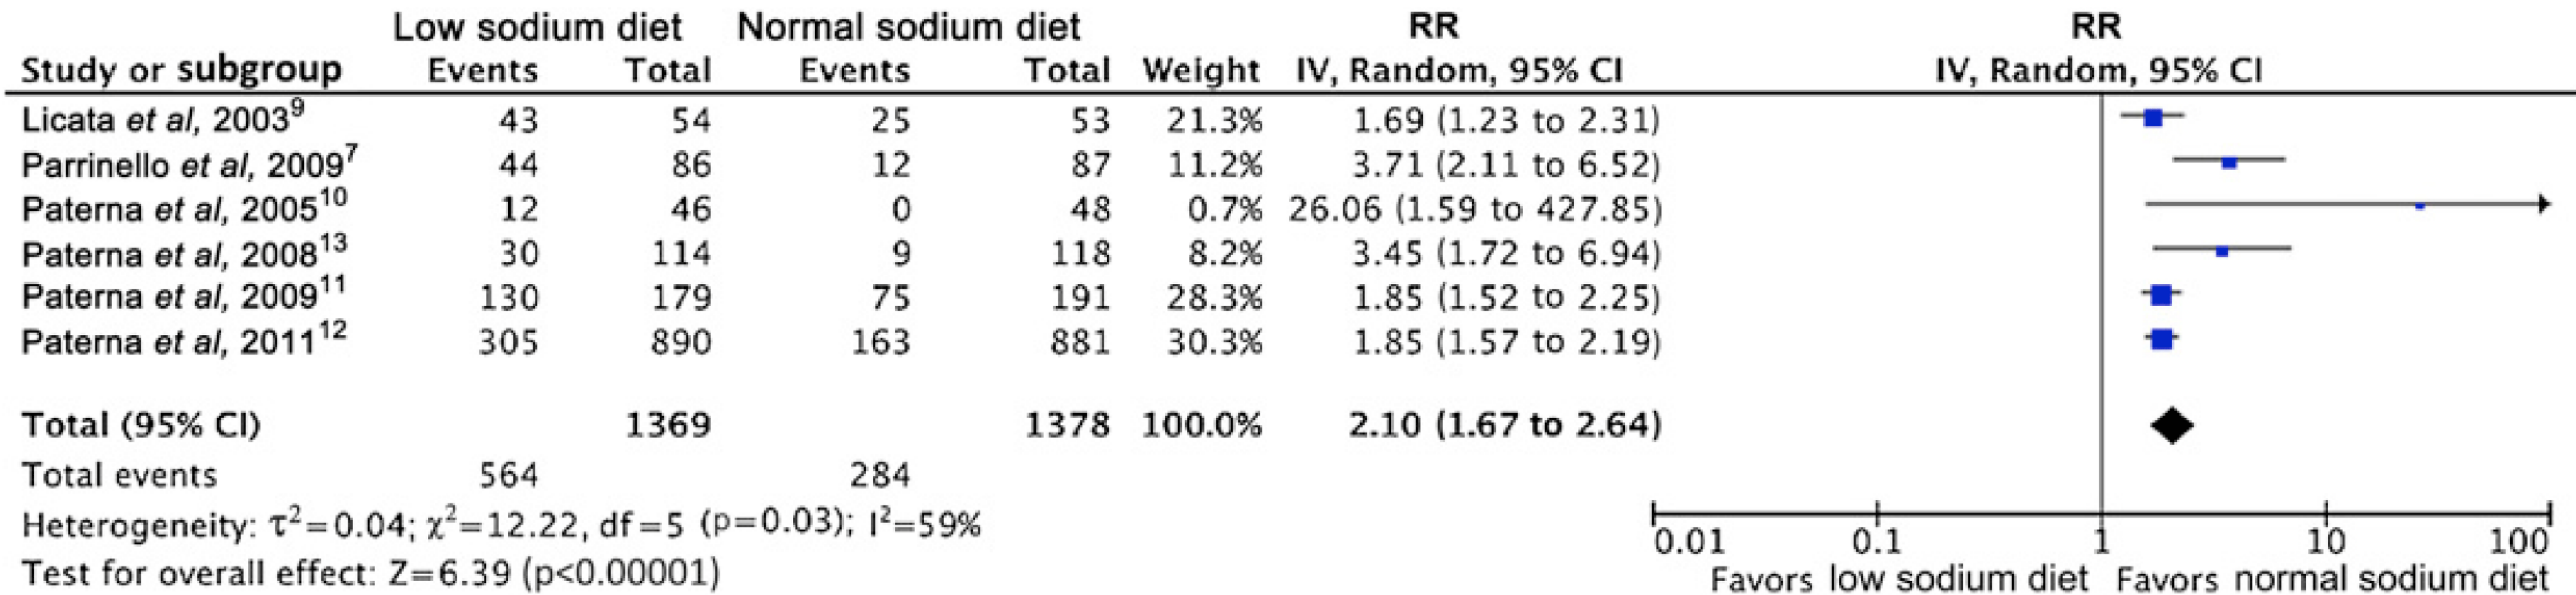 Low sodium diet Normal sodium diet RR RR
Study or subgroup Events Total Events Total Weight IV, Random, 95% CI IV, Random, 95% CI
Licata et al, 2003⁹ 43 54 25 53 21.3% 1.69 (1.23 to 2.31)
Parrinello et al, 2009⁷ 44 86 12 87 11.2% 3.71 (2.11 to 6.52)
Paterna et al, 2005¹⁰ 12 46 0 48 0.7% 26.06 (1.59 to 427.85)
Paterna et al, 2008¹³ 30 114 9 118 8.2% 3.45 (1.72 to 6.94)
Paterna et al, 2009¹¹ 130 179 75 191 28.3% 1.85 (1.52 to 2.25)
Paterna et al, 2011¹² 305 890 163 881 30.3% 1.85 (1.57 to 2.19)
Total (95% CI) 1369 1378 100.0% 2.10 (1.67 to 2.64)
Total events 564 284
Heterogeneity: τ²=0.04; χ²=12.22, df=5 (p=0.03); I²=59%
Test for overall effect: Z=6.39 (p<0.00001)
0.01 0.1 1 10 100
Favors low sodium diet Favors normal sodium diet